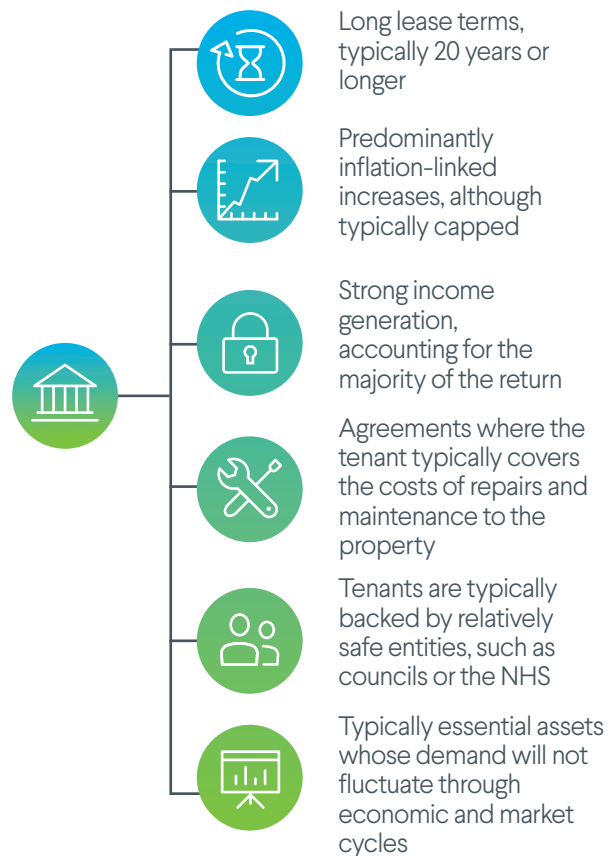 Long lease terms,
typically 20 years or
longer
Predominantly
inflation-linked
increases, although
typically capped
Strong income
generation,
accounting for the
majority of the return
Agreements where the
tenant typically covers
the costs of repairs and
maintenance to the
property
Tenants are typically
backed by relatively
safe entities, such as
councils or the NHS
Typically essential assets
whose demand will not
fluctuate through
economic and market
cycles